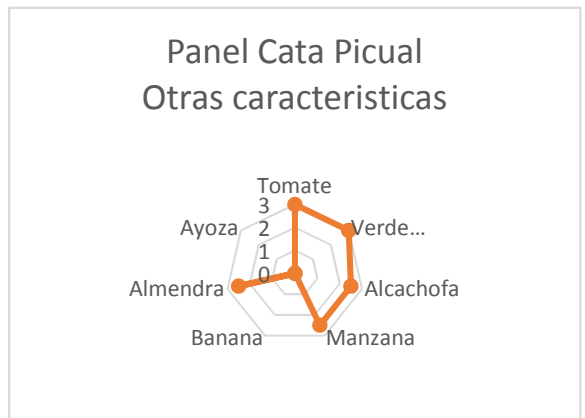 Panel Cata Picual
Otras caracteristicas
Tomate
3
Ayoza
2
Verde...
1
Almendra
0
Alcachofa
Banana
Manzana